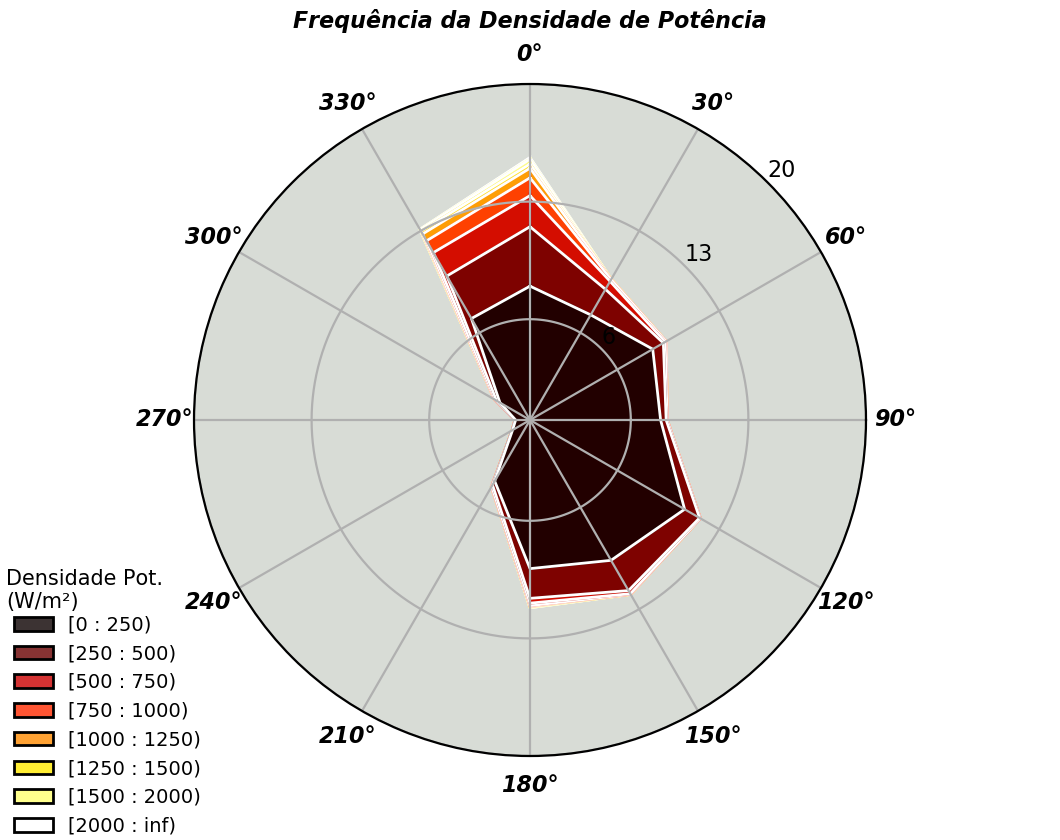 Frequência da Densidade de Potência
0°
330°
30°
20
300°
60°
13
6
270°
90°
240°
120°
210°
150°
180°
Densidade Pot.
(W/m²)
[0 : 250)
[250 : 500)
[500 : 750)
[750 : 1000)
[1000 : 1250)
[1250 : 1500)
[1500 : 2000)
[2000 : inf)